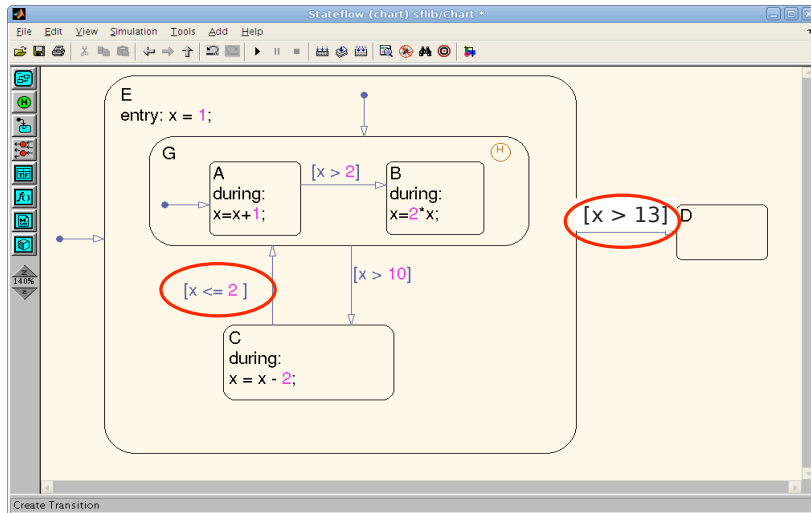 Stateflow (chart) sflib/Chart *
File Edit View Simulation Tools Add Help
E
entry: x = 1;
G
H
A
during:
x=x+1;
[x > 2]
B
during:
x=2*x;
[x > 13]
D
[x <= 2 ]
[x > 10]
C
during:
x = x - 2;
140%
Create Transition